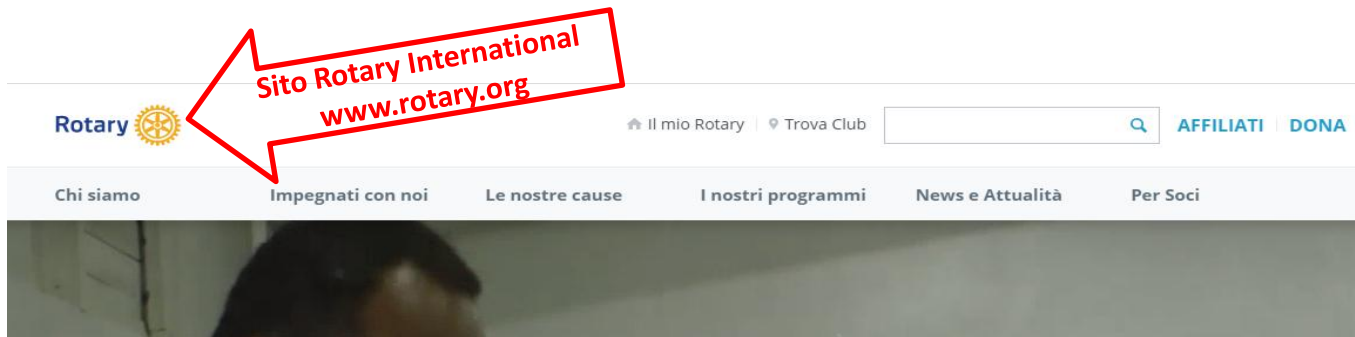 Sito Rotary International
www.rotary.org
Rotary
Il mio Rotary
Trova Club
AFFILIATI
DONA
Chi siamo
Impegnati con noi
Le nostre cause
I nostri programmi
News e Attualità
Per Soci